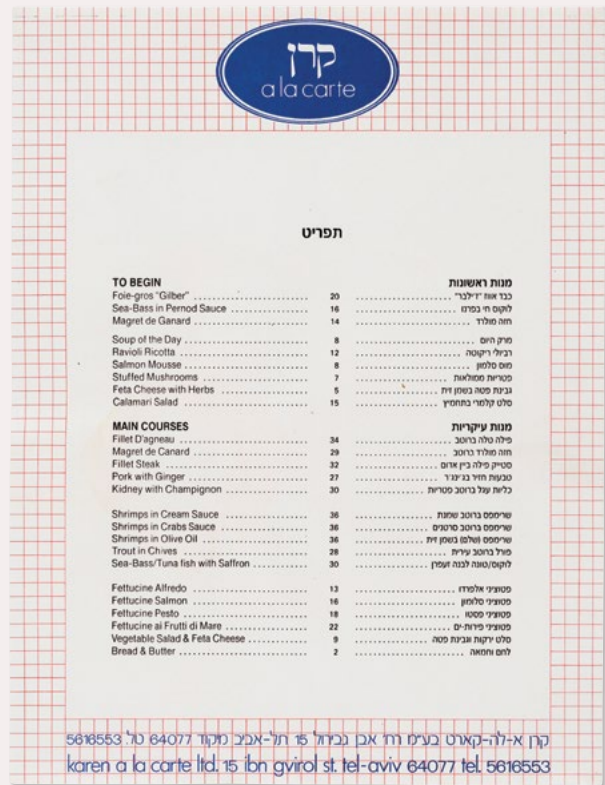 קרן
a la carte
תפריט
TO BEGIN מנות ראשונות
Foie-gros "Gilber" 20 כבד אווז "ז'ילבר"
Sea-Bass in Pernod Sauce 16 לוקוס חי בפרנו
Magret de Ganard 14 חזה מולרד
Soup of the Day 8 מרק היום
Ravioli Ricotta 12 רביולי ריקוטה
Salmon Mousse 8 מוס סלמון
Stuffed Mushrooms 7 פטריות ממולאות
Feta Cheese with Herbs 5 גבינת פטה בשמן זית
Calamari Salad 15 סלט קלמרי בתחמיץ
MAIN COURSES מנות עיקריות
Fillet D'agneau 34 פילה טלה ברוטב
Magret de Canard 29 חזה מולרד ברוטב
Fillet Steak 32 סטייק פילה ביין אדום
Pork with Ginger 27 טבעות חזיר בג'ינג'ר
Kidney with Champignon 30 כליות עגל ברוטב פטריות
Shrimps in Cream Sauce 36 שרימפס ברוטב שמנת
Shrimps in Crabs Sauce 36 שרימפס ברוטב סרטנים
Shrimps in Olive Oil 36 שרימפס (שלם) בשמן זית
Trout in Chives 28 פורל ברוטב עירית
Sea-Bass/Tuna fish with Saffron 30 לוקוס/טונה לבנה זעפרן
Fettucine Alfredo 13 פטוציני אלפרדו
Fettucine Salmon 16 פטוציני סלומון
Fettucine Pesto 18 פטוציני פסטו
Fettucine ai Frutti di Mare 22 פטוציני פירות-ים
Vegetable Salad & Feta Cheese 9 סלט ירקות וגבינת פטה
Bread & Butter 2 לחם וחמאה
קרן א-לה-קארט בע"מ רח' אבן גבירול 15 תל-אביב מיקוד 64077 טל. 5616553
karen a la carte ltd. 15 ibn gvirol st. tel-aviv 64077 tel. 5616553